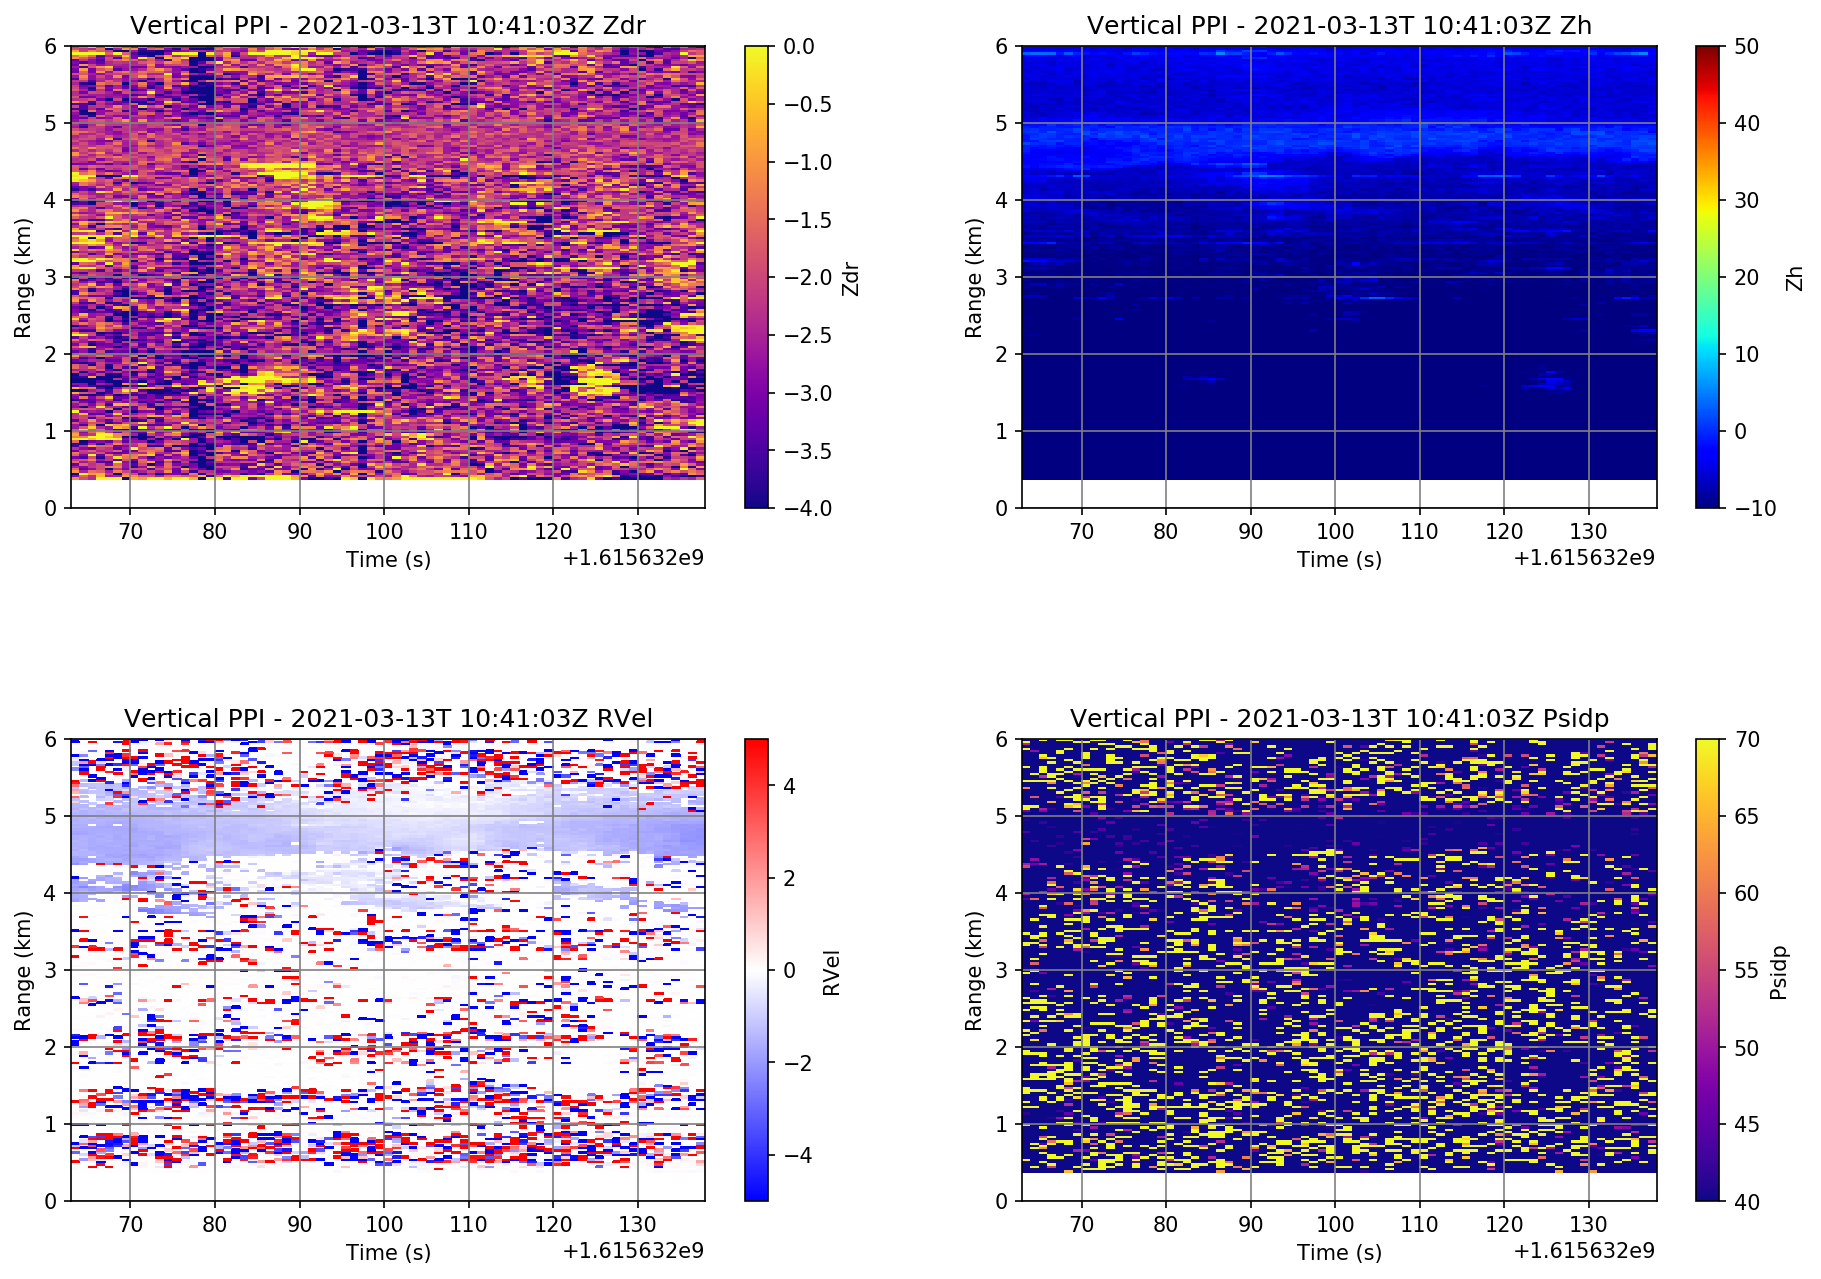 Vertical PPI - 2021-03-13T 10:41:03Z Zdr
6
5
4
3
2
1
0
Range (km)
70 80 90 100 110 120 130
Time (s)
+1.615632e9
0.0
−0.5
−1.0
−1.5
−2.0
−2.5
−3.0
−3.5
−4.0
Zdr
Vertical PPI - 2021-03-13T 10:41:03Z Zh
6
5
4
3
2
1
0
Range (km)
70 80 90 100 110 120 130
Time (s)
+1.615632e9
50
40
30
20
10
0
−10
Zh
Vertical PPI - 2021-03-13T 10:41:03Z RVel
6
5
4
3
2
1
0
Range (km)
70 80 90 100 110 120 130
Time (s)
+1.615632e9
4
2
0
−2
−4
RVel
Vertical PPI - 2021-03-13T 10:41:03Z Psidp
6
5
4
3
2
1
0
Range (km)
70 80 90 100 110 120 130
Time (s)
+1.615632e9
70
65
60
55
50
45
40
Psidp